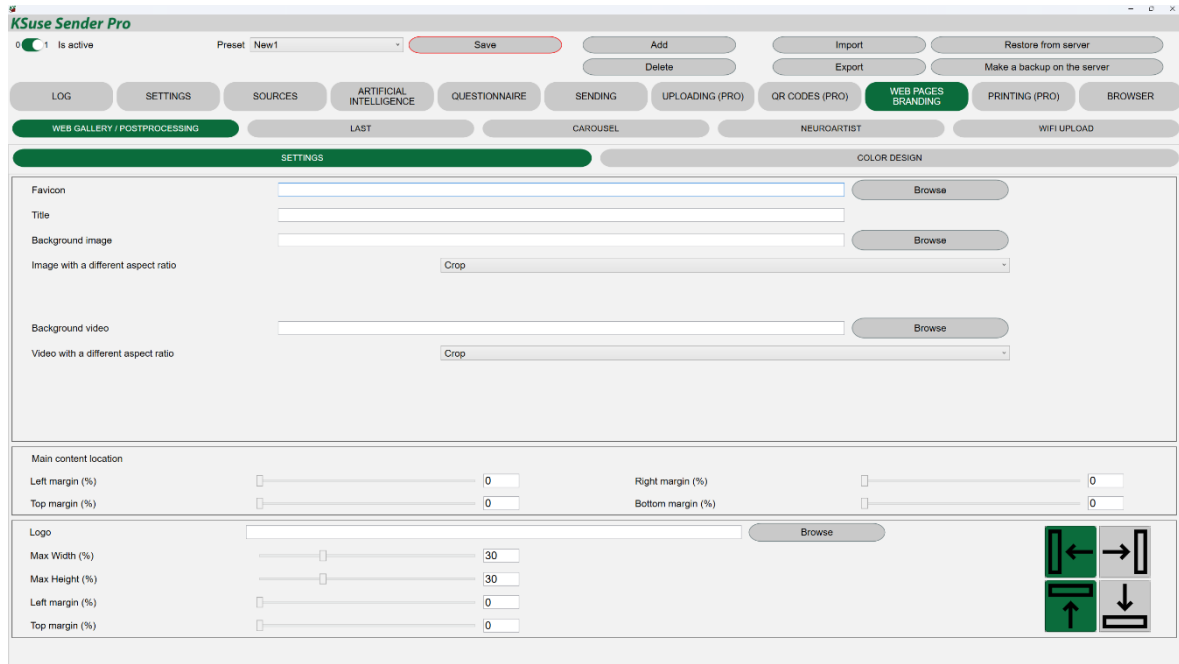 KSuse Sender Pro
0 1 Is active Preset New1 Save Add Import Restore from server
Delete Export Make a backup on the server
LOG SETTINGS SOURCES ARTIFICIAL INTELLIGENCE QUESTIONNAIRE SENDING UPLOADING (PRO) QR CODES (PRO) WEB PAGES BRANDING PRINTING (PRO) BROWSER
WEB GALLERY / POSTPROCESSING LAST CAROUSEL NEUROARTIST WIFI UPLOAD
SETTINGS COLOR DESIGN
Favicon Browse
Title
Background image Browse
Image with a different aspect ratio Crop
Background video Browse
Video with a different aspect ratio Crop
Main content location
Left margin (%) 0 Right margin (%) 0
Top margin (%) 0 Bottom margin (%) 0
Logo Browse
Max Width (%) 30
Max Height (%) 30
Left margin (%) 0
Top margin (%) 0